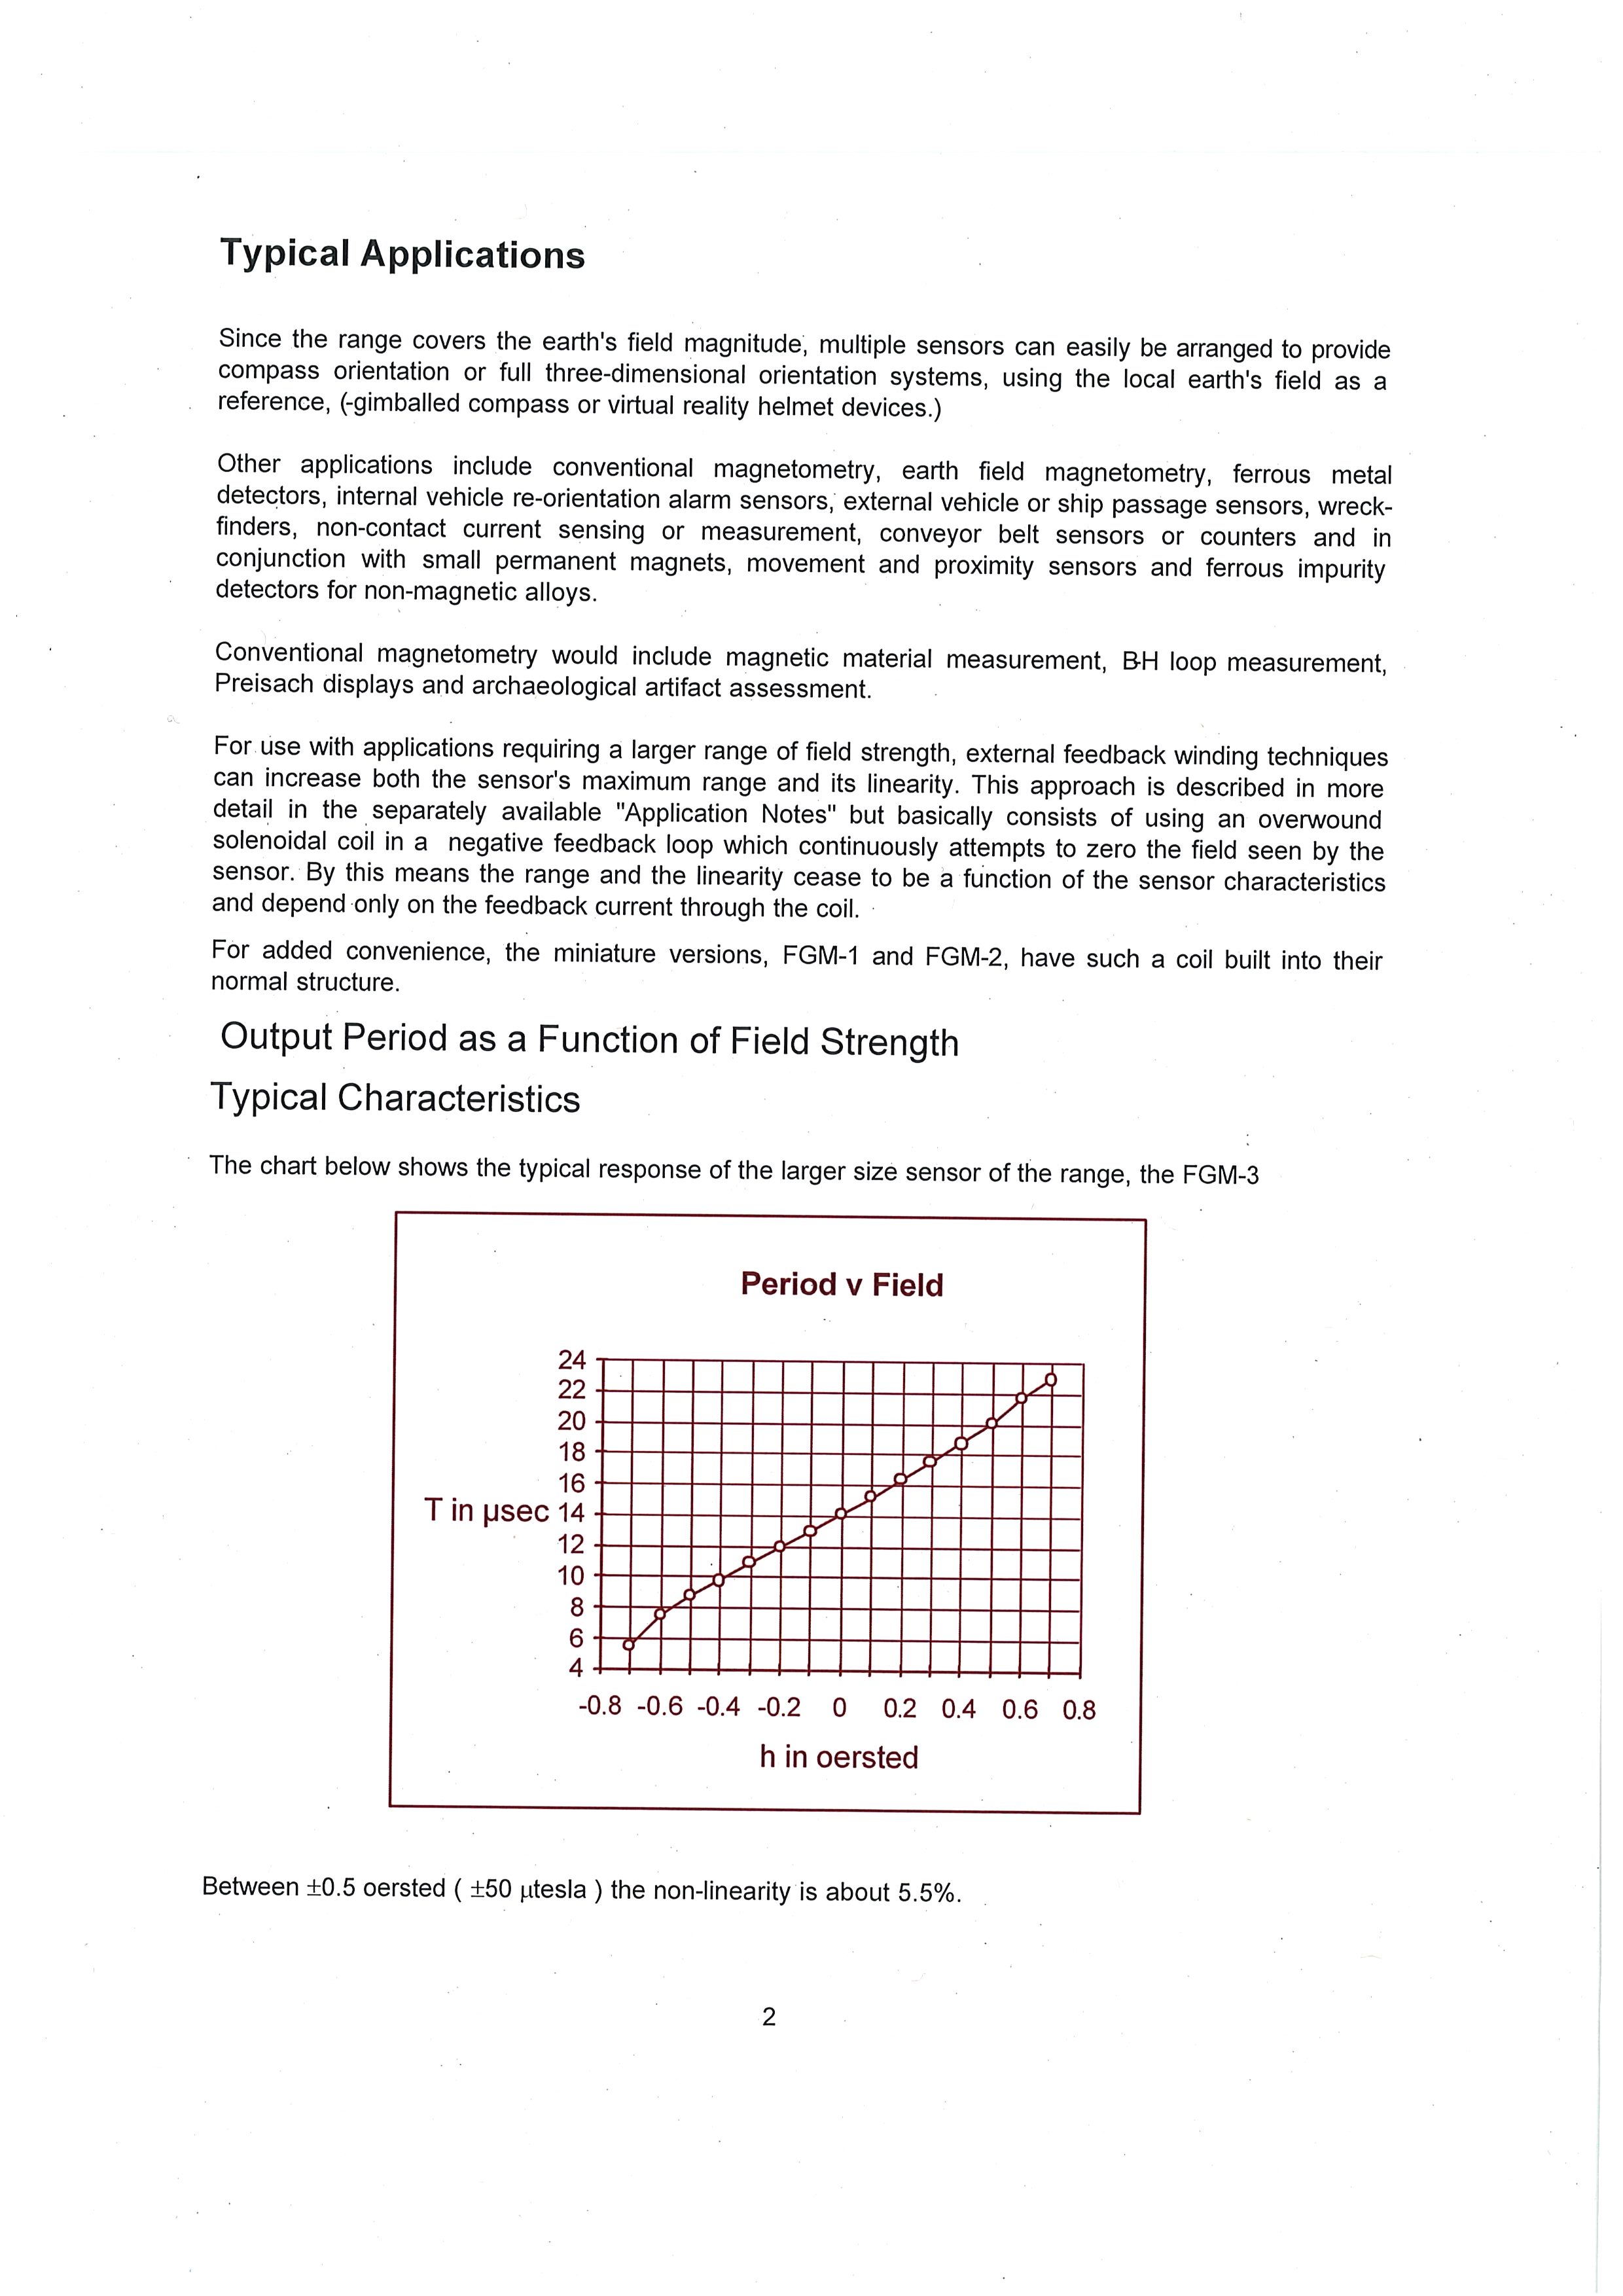 Typical Applications
Since the range covers the earth's field magnitude, multiple sensors can easily be arranged to provide
compass orientation or full three-dimensional orientation systems, using the local earth's field as a
reference, (-gimballed compass or virtual reality helmet devices.)
Other applications include conventional magnetometry, earth field magnetometry, ferrous metal
detectors, internal vehicle re-orientation alarm sensors, external vehicle or ship passage sensors, wreck-
finders, non-contact current sensing or measurement, conveyor belt sensors or counters and in
conjunction with small permanent magnets, movement and proximity sensors and ferrous impurity
detectors for non-magnetic alloys.
Conventional magnetometry would include magnetic material measurement, B-H loop measurement,
Preisach displays and archaeological artifact assessment.
For use with applications requiring a larger range of field strength, external feedback winding techniques
can increase both the sensor's maximum range and its linearity. This approach is described in more
detail in the separately available "Application Notes" but basically consists of using an overwound
solenoidal coil in a negative feedback loop which continuously attempts to zero the field seen by the
sensor. By this means the range and the linearity cease to be a function of the sensor characteristics
and depend only on the feedback current through the coil.
For added convenience, the miniature versions, FGM-1 and FGM-2, have such a coil built into their
normal structure.
Output Period as a Function of Field Strength
Typical Characteristics
The chart below shows the typical response of the larger size sensor of the range, the FGM-3
Period v Field
24
22
20
18
16
T in µsec 14
12
10
8
6
4
-0.8 -0.6 -0.4 -0.2 0 0.2 0.4 0.6 0.8
h in oersted
Between ±0.5 oersted ( ±50 µtesla ) the non-linearity is about 5.5%.
2